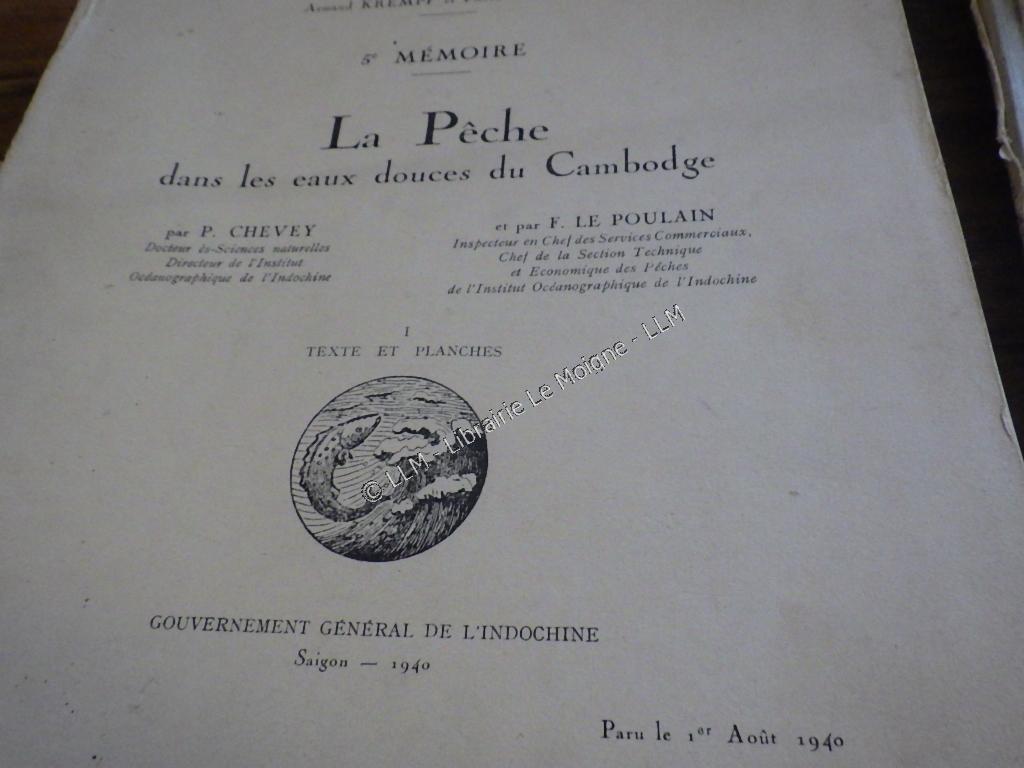 Armand KREMPF
5e MÉMOIRE
La Pêche
dans les eaux douces du Cambodge
par P. CHEVEY
Docteur ès-Sciences naturelles
Directeur de l'Institut
Océanographique de l'Indochine
et par F. LE POULAIN
Inspecteur en Chef des Services Commerciaux,
Chef de la Section Technique
et Economique des Pêches
de l'Institut Océanographique de l'Indochine
I
TEXTE ET PLANCHES
© LLM - Librairie Le Moigne - LLM
GOUVERNEMENT GÉNÉRAL DE L'INDOCHINE
Saigon — 1940
Paru le 1er Août 1940